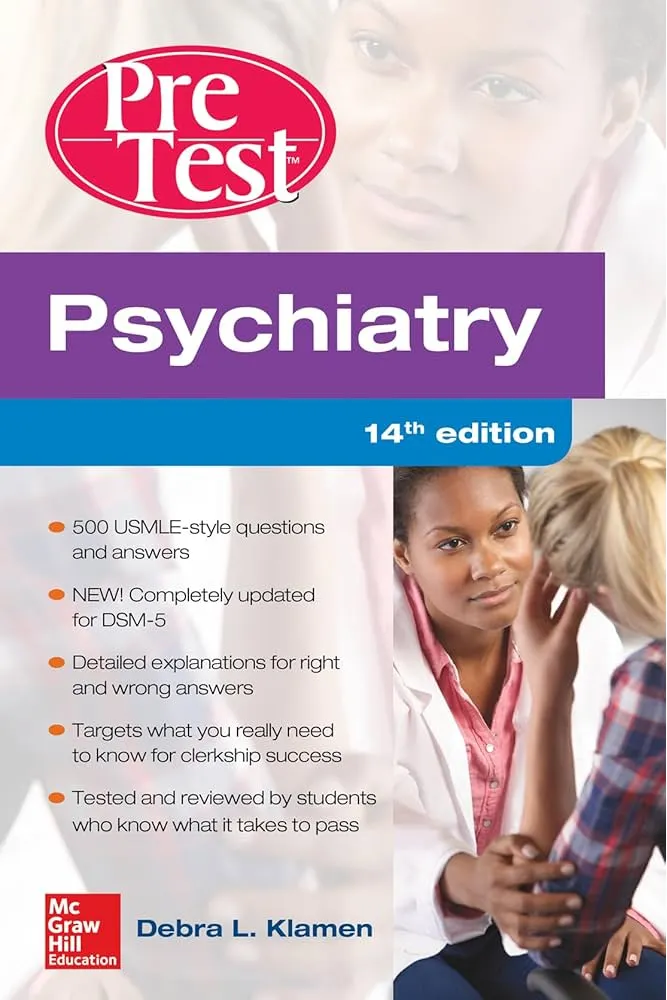 Pre
Test™
Psychiatry
14th edition
500 USMLE-style questions
and answers
NEW! Completely updated
for DSM-5
Detailed explanations for right
and wrong answers
Targets what you really need
to know for clerkship success
Tested and reviewed by students
who know what it takes to pass
Mc
Graw
Hill
Education
Debra L. Klamen